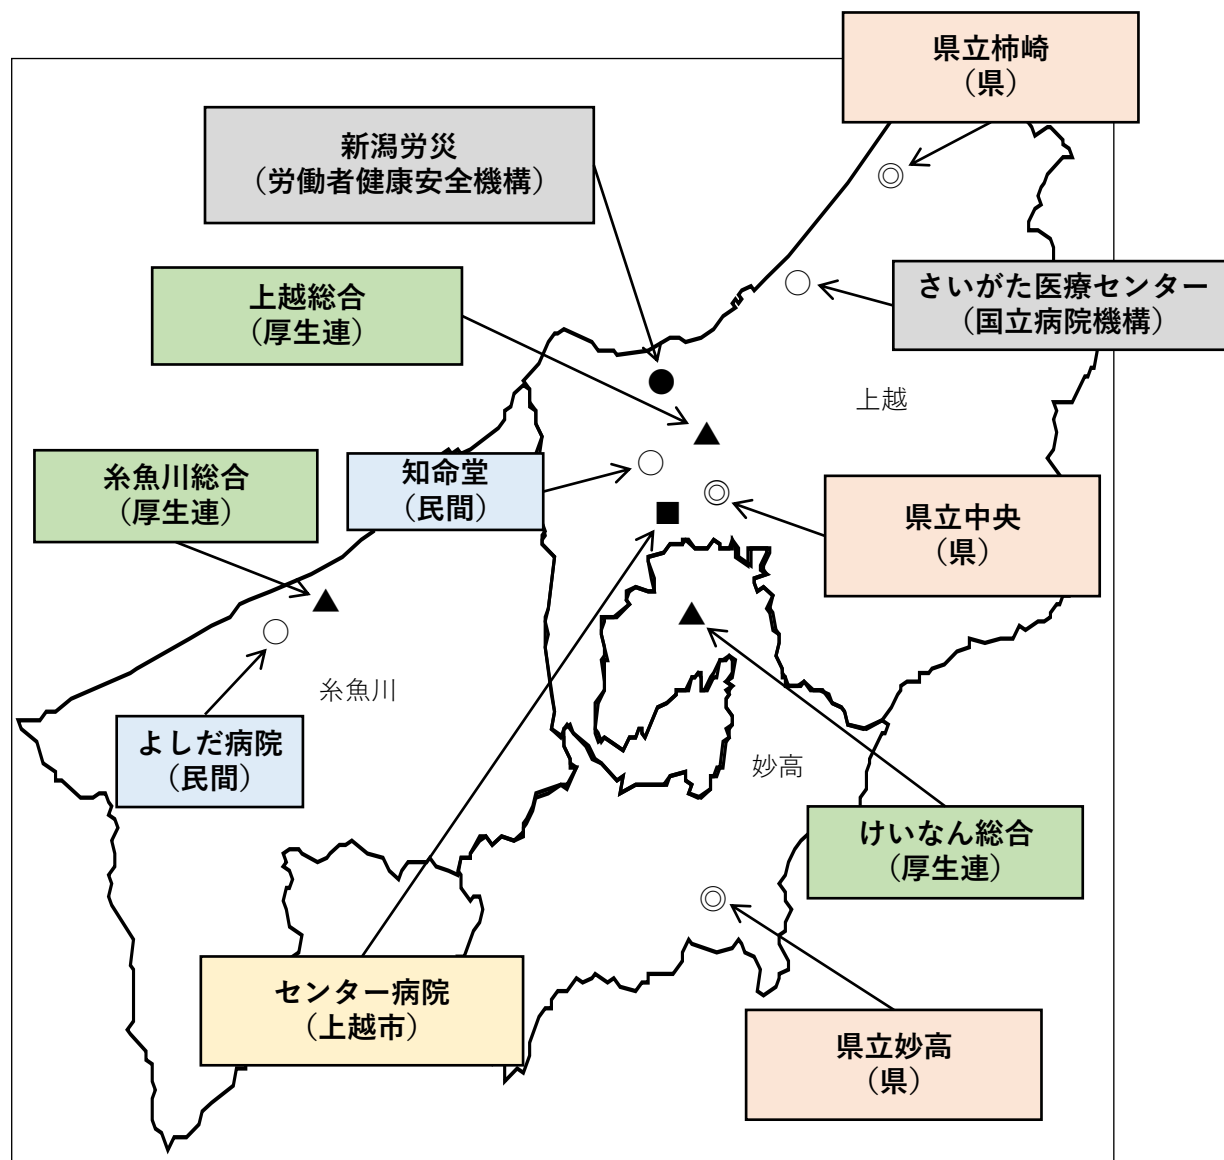 県立柿崎
（県）
新潟労災
（労働者健康安全機構）
さいがた医療センター
（国立病院機構）
上越総合
（厚生連）
上越
糸魚川総合
（厚生連）
知命堂
（民間）
県立中央
（県）
糸魚川
よしだ病院
（民間）
妙高
けいなん総合
（厚生連）
センター病院
（上越市）
県立妙高
（県）